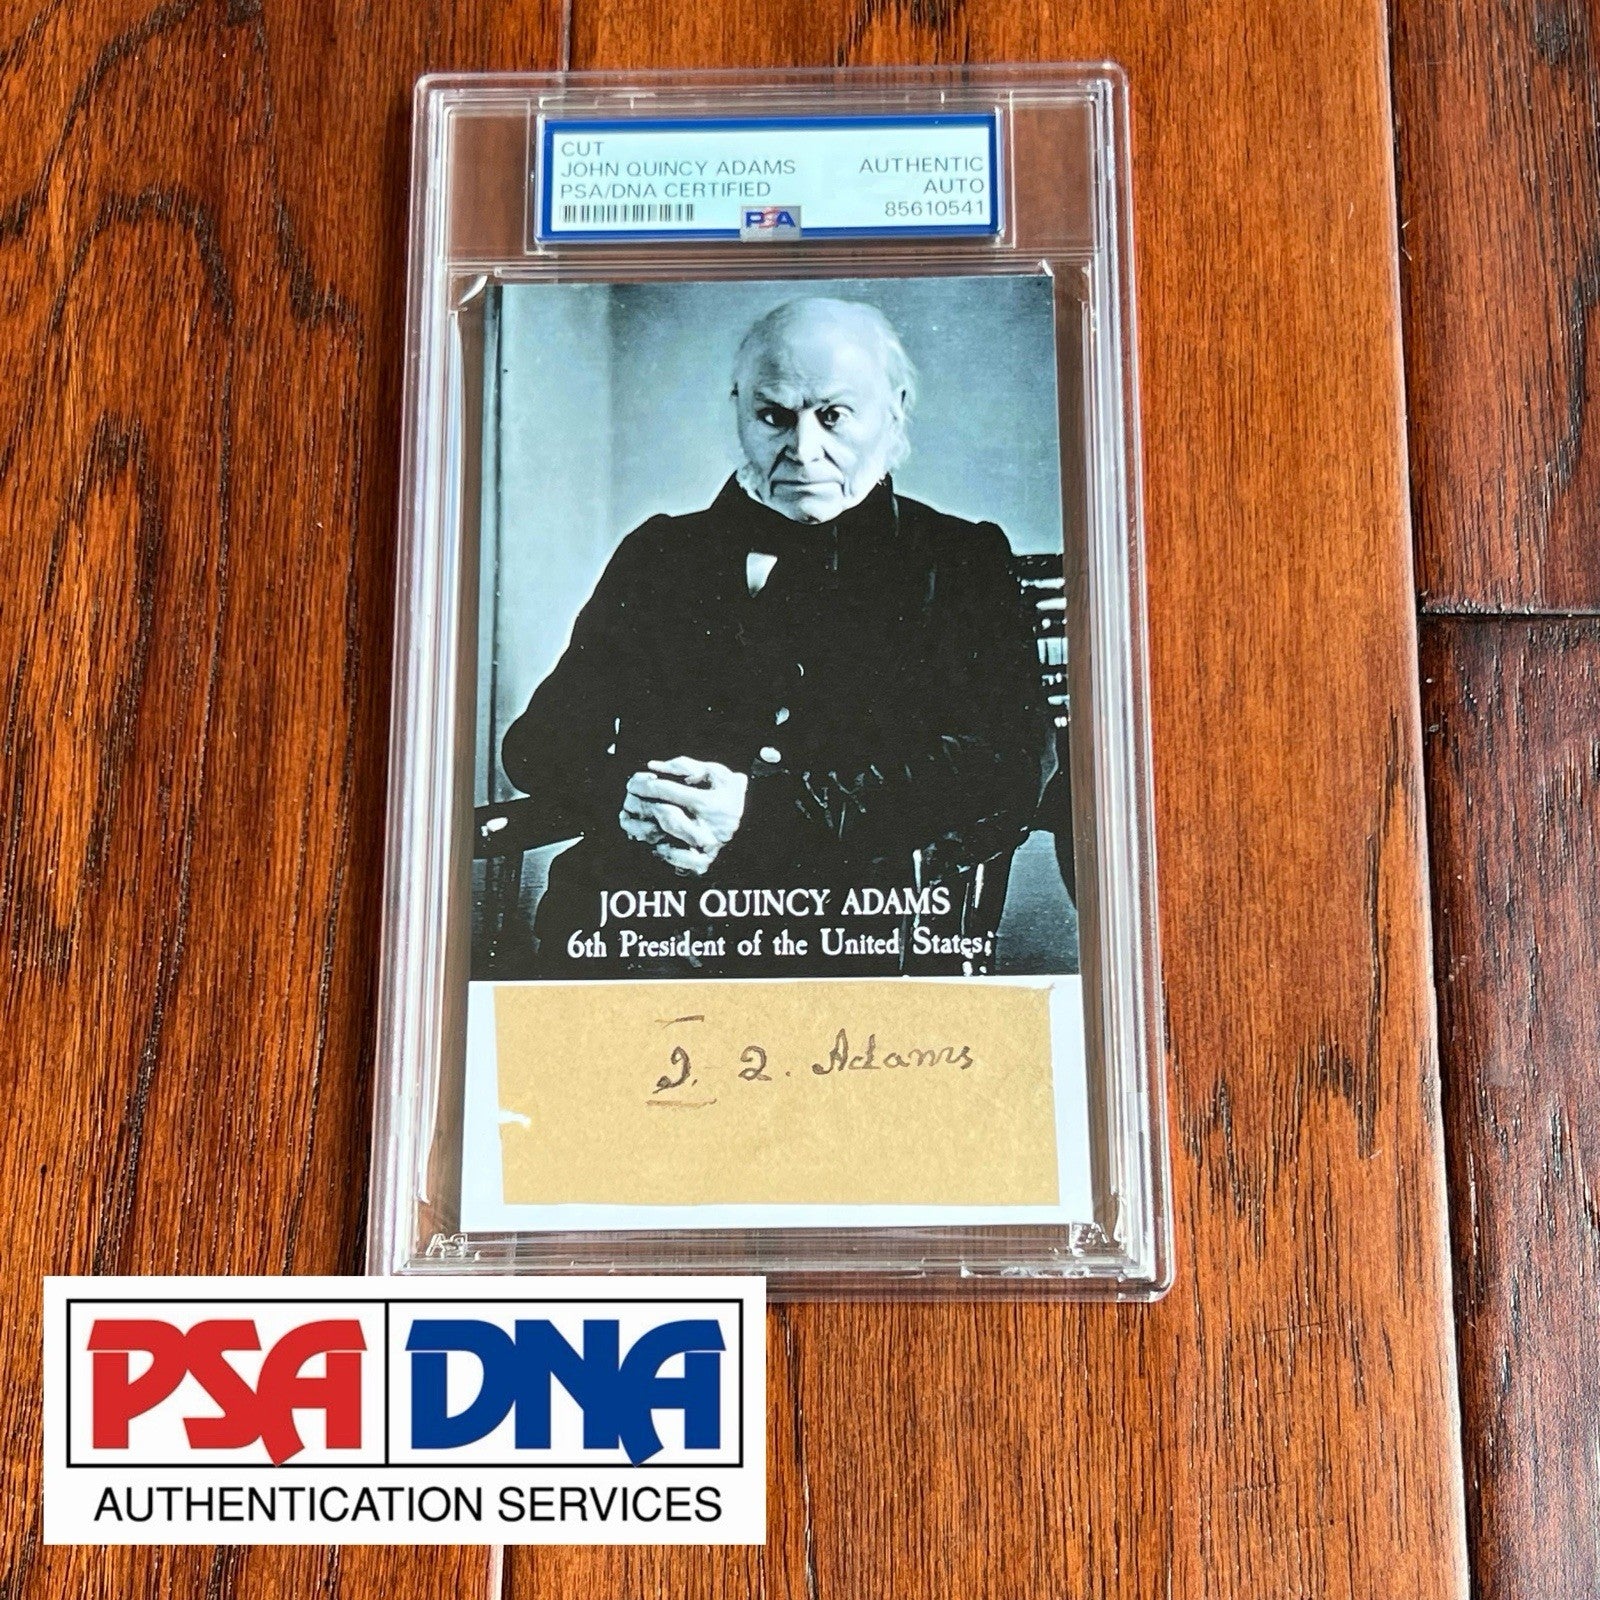 CUT
JOHN QUINCY ADAMS
PSA/DNA CERTIFIED
AUTHENTIC
AUTO
85610541
PSA
JOHN QUINCY ADAMS
6th President of the United States
J. Q. Adams
PSA DNA
AUTHENTICATION SERVICES